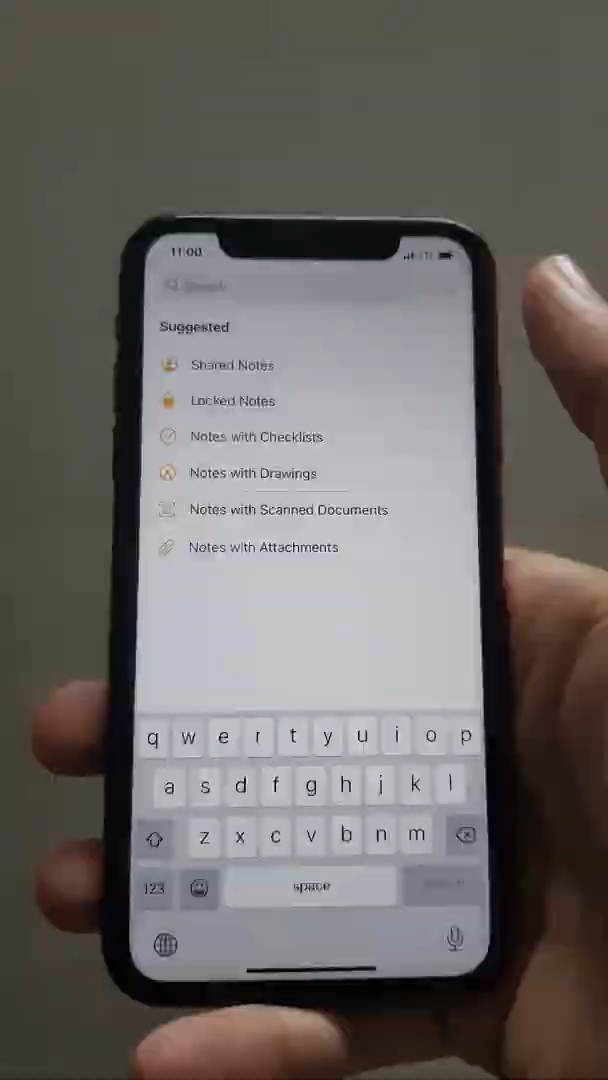 11:00
Search
Suggested
Shared Notes
Locked Notes
Notes with Checklists
Notes with Drawings
Notes with Scanned Documents
Notes with Attachments
q w e r t y u i o p
a s d f g h j k l
z x c v b n m
123 space